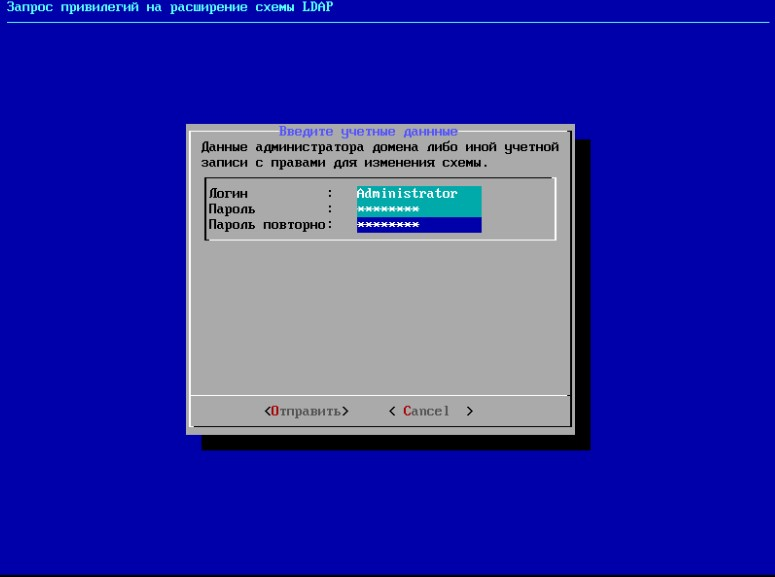 Запрос привилегий на расширение схемы LDAP
Введите учетные даннные
Данные администратора домена либо иной учетной
записи с правами для изменения схемы.
Логин : Administrator
Пароль : ********
Пароль повторно: ********
<Отправить> < Cancel >